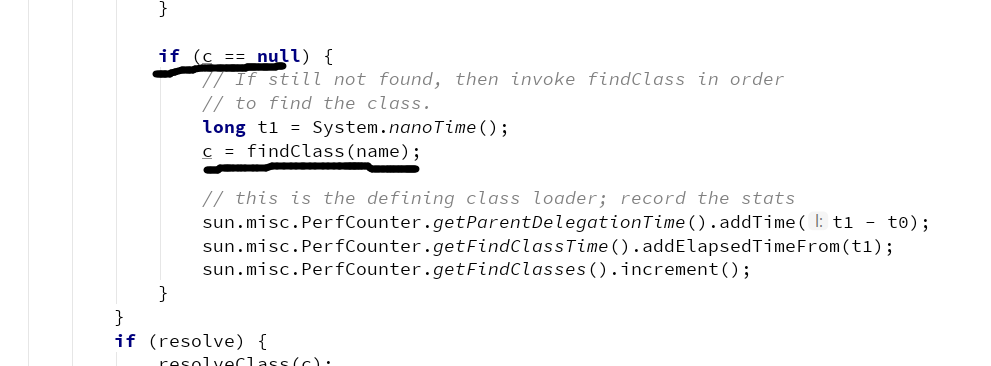 }
if (c == null) {
// If still not found, then invoke findClass in order
// to find the class.
long t1 = System.nanoTime();
c = findClass(name);
// this is the defining class loader; record the stats
sun.misc.PerfCounter.getParentDelegationTime().addTime( l: t1 - t0);
sun.misc.PerfCounter.getFindClassTime().addElapsedTimeFrom(t1);
sun.misc.PerfCounter.getFindClasses().increment();
}
}
if (resolve) {
resolveClass(c);